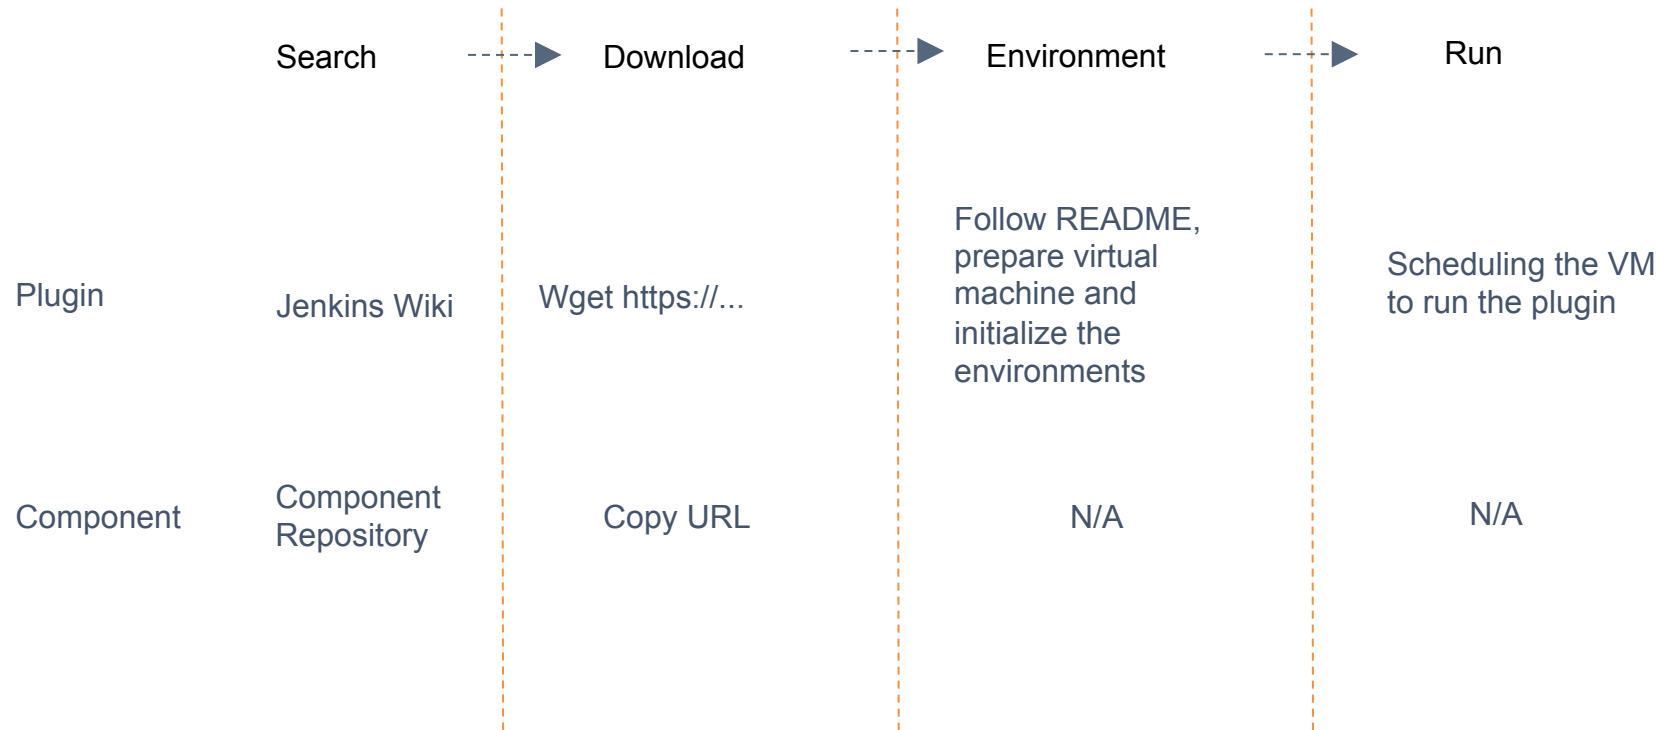 Search
Download
Environment
Run
Plugin
Jenkins Wiki
Wget https://...
Follow README,
prepare virtual
machine and
initialize the
environments
Scheduling the VM
to run the plugin
Component
Component
Repository
Copy URL
N/A
N/A